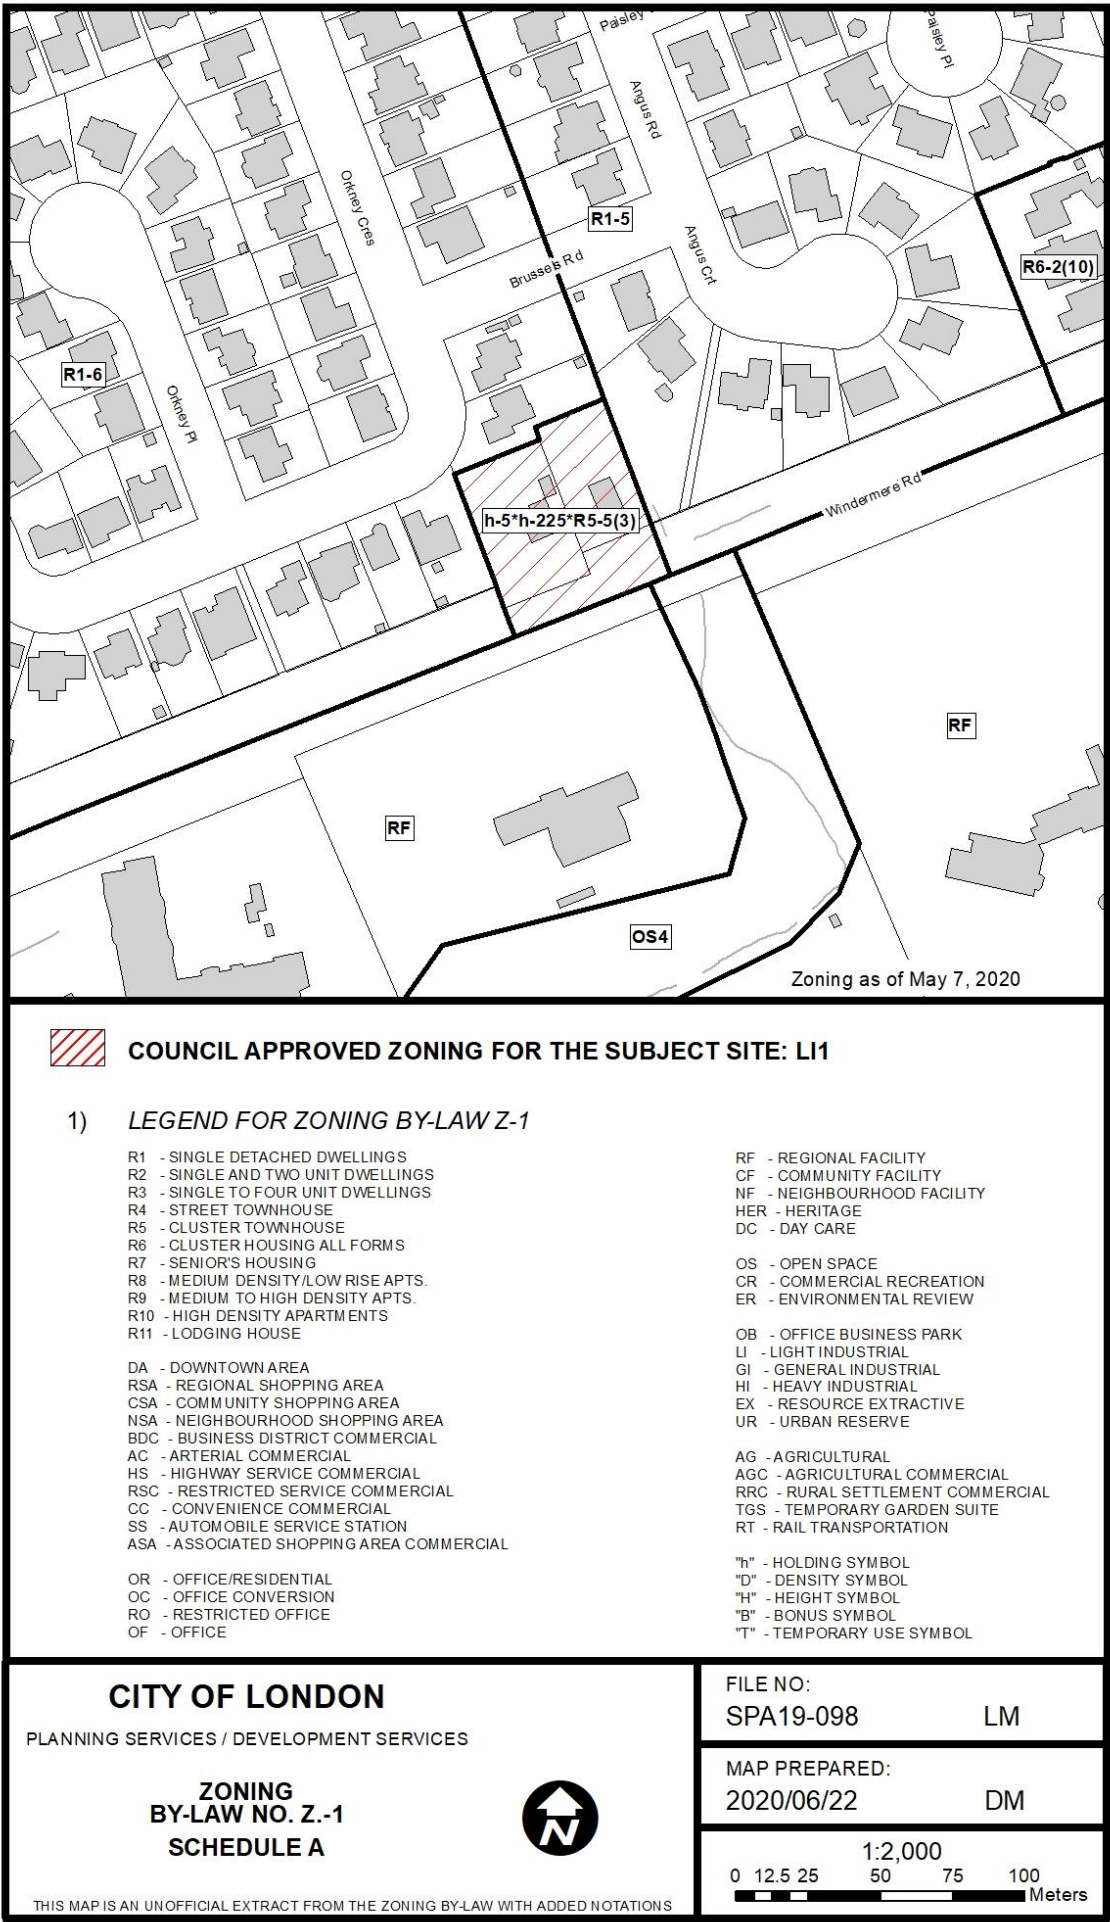 Paisley
Paisley Pl
Angus Rd
Orkney Cres
R1-5
Angus Crt
Brussels Rd
R6-2(10)
R1-6
Orkney Pl
Windermere Rd
h-5*h-225*R5-5(3)
RF
RF
OS4
Zoning as of May 7, 2020
COUNCIL APPROVED ZONING FOR THE SUBJECT SITE: LI1
1) LEGEND FOR ZONING BY-LAW Z-1
R1 - SINGLE DETACHED DWELLINGS
R2 - SINGLE AND TWO UNIT DWELLINGS
R3 - SINGLE TO FOUR UNIT DWELLINGS
R4 - STREET TOWNHOUSE
R5 - CLUSTER TOWNHOUSE
R6 - CLUSTER HOUSING ALL FORMS
R7 - SENIOR'S HOUSING
R8 - MEDIUM DENSITY/LOW RISE APTS.
R9 - MEDIUM TO HIGH DENSITY APTS.
R10 - HIGH DENSITY APARTMENTS
R11 - LODGING HOUSE
DA - DOWNTOWN AREA
RSA - REGIONAL SHOPPING AREA
CSA - COMMUNITY SHOPPING AREA
NSA - NEIGHBOURHOOD SHOPPING AREA
BDC - BUSINESS DISTRICT COMMERCIAL
AC - ARTERIAL COMMERCIAL
HS - HIGHWAY SERVICE COMMERCIAL
RSC - RESTRICTED SERVICE COMMERCIAL
CC - CONVENIENCE COMMERCIAL
SS - AUTOMOBILE SERVICE STATION
ASA - ASSOCIATED SHOPPING AREA COMMERCIAL
OR - OFFICE/RESIDENTIAL
OC - OFFICE CONVERSION
RO - RESTRICTED OFFICE
OF - OFFICE
RF - REGIONAL FACILITY
CF - COMMUNITY FACILITY
NF - NEIGHBOURHOOD FACILITY
HER - HERITAGE
DC - DAY CARE
OS - OPEN SPACE
CR - COMMERCIAL RECREATION
ER - ENVIRONMENTAL REVIEW
OB - OFFICE BUSINESS PARK
LI - LIGHT INDUSTRIAL
GI - GENERAL INDUSTRIAL
HI - HEAVY INDUSTRIAL
EX - RESOURCE EXTRACTIVE
UR - URBAN RESERVE
AG - AGRICULTURAL
AGC - AGRICULTURAL COMMERCIAL
RRC - RURAL SETTLEMENT COMMERCIAL
TGS - TEMPORARY GARDEN SUITE
RT - RAIL TRANSPORTATION
"h" - HOLDING SYMBOL
"D" - DENSITY SYMBOL
"H" - HEIGHT SYMBOL
"B" - BONUS SYMBOL
"T" - TEMPORARY USE SYMBOL
CITY OF LONDON
PLANNING SERVICES / DEVELOPMENT SERVICES
ZONING
BY-LAW NO. Z.-1
SCHEDULE A
N
THIS MAP IS AN UNOFFICIAL EXTRACT FROM THE ZONING BY-LAW WITH ADDED NOTATIONS
FILE NO:
SPA19-098 LM
MAP PREPARED:
2020/06/22 DM
1:2,000
0 12.5 25 50 75 100
Meters